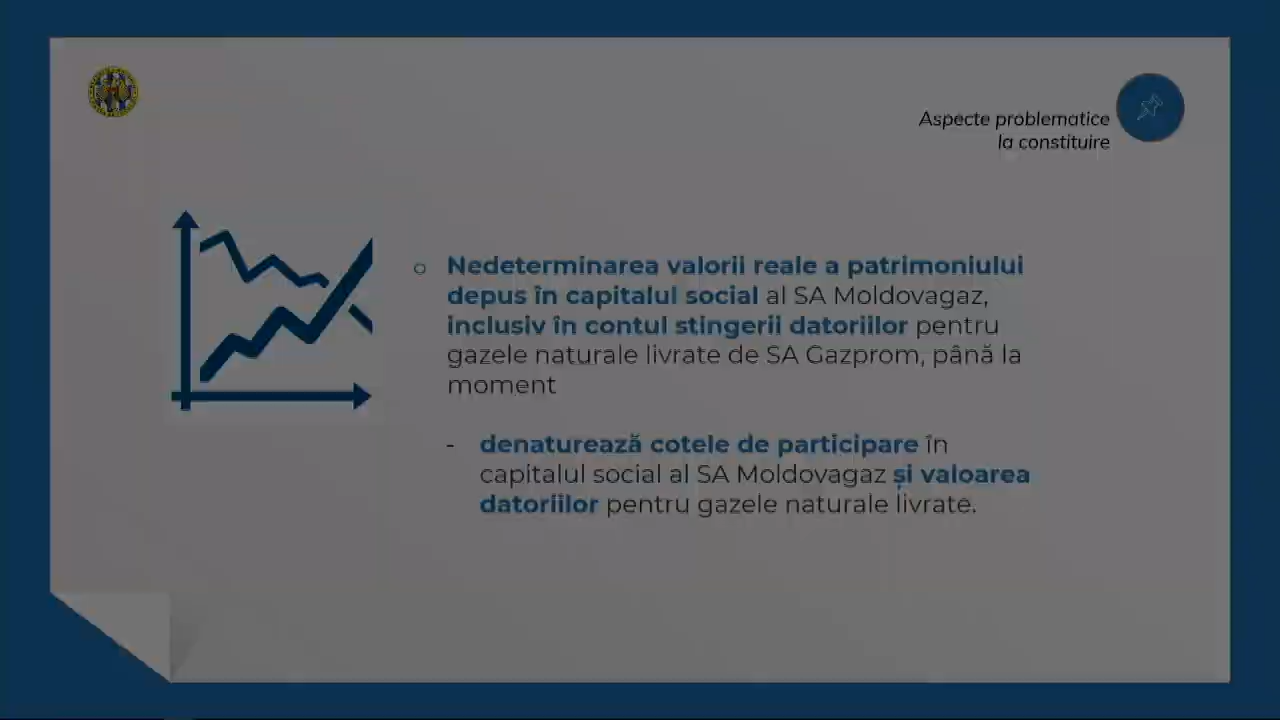 Aspecte problematice
la constituire
o Nedeterminarea valorii reale a patrimoniului
depus în capitalul social al SA Moldovagaz,
inclusiv în contul stingerii datoriilor pentru
gazele naturale livrate de SA Gazprom, până la
moment
- denaturează cotele de participare în
capitalul social al SA Moldovagaz și valoarea
datoriilor pentru gazele naturale livrate.